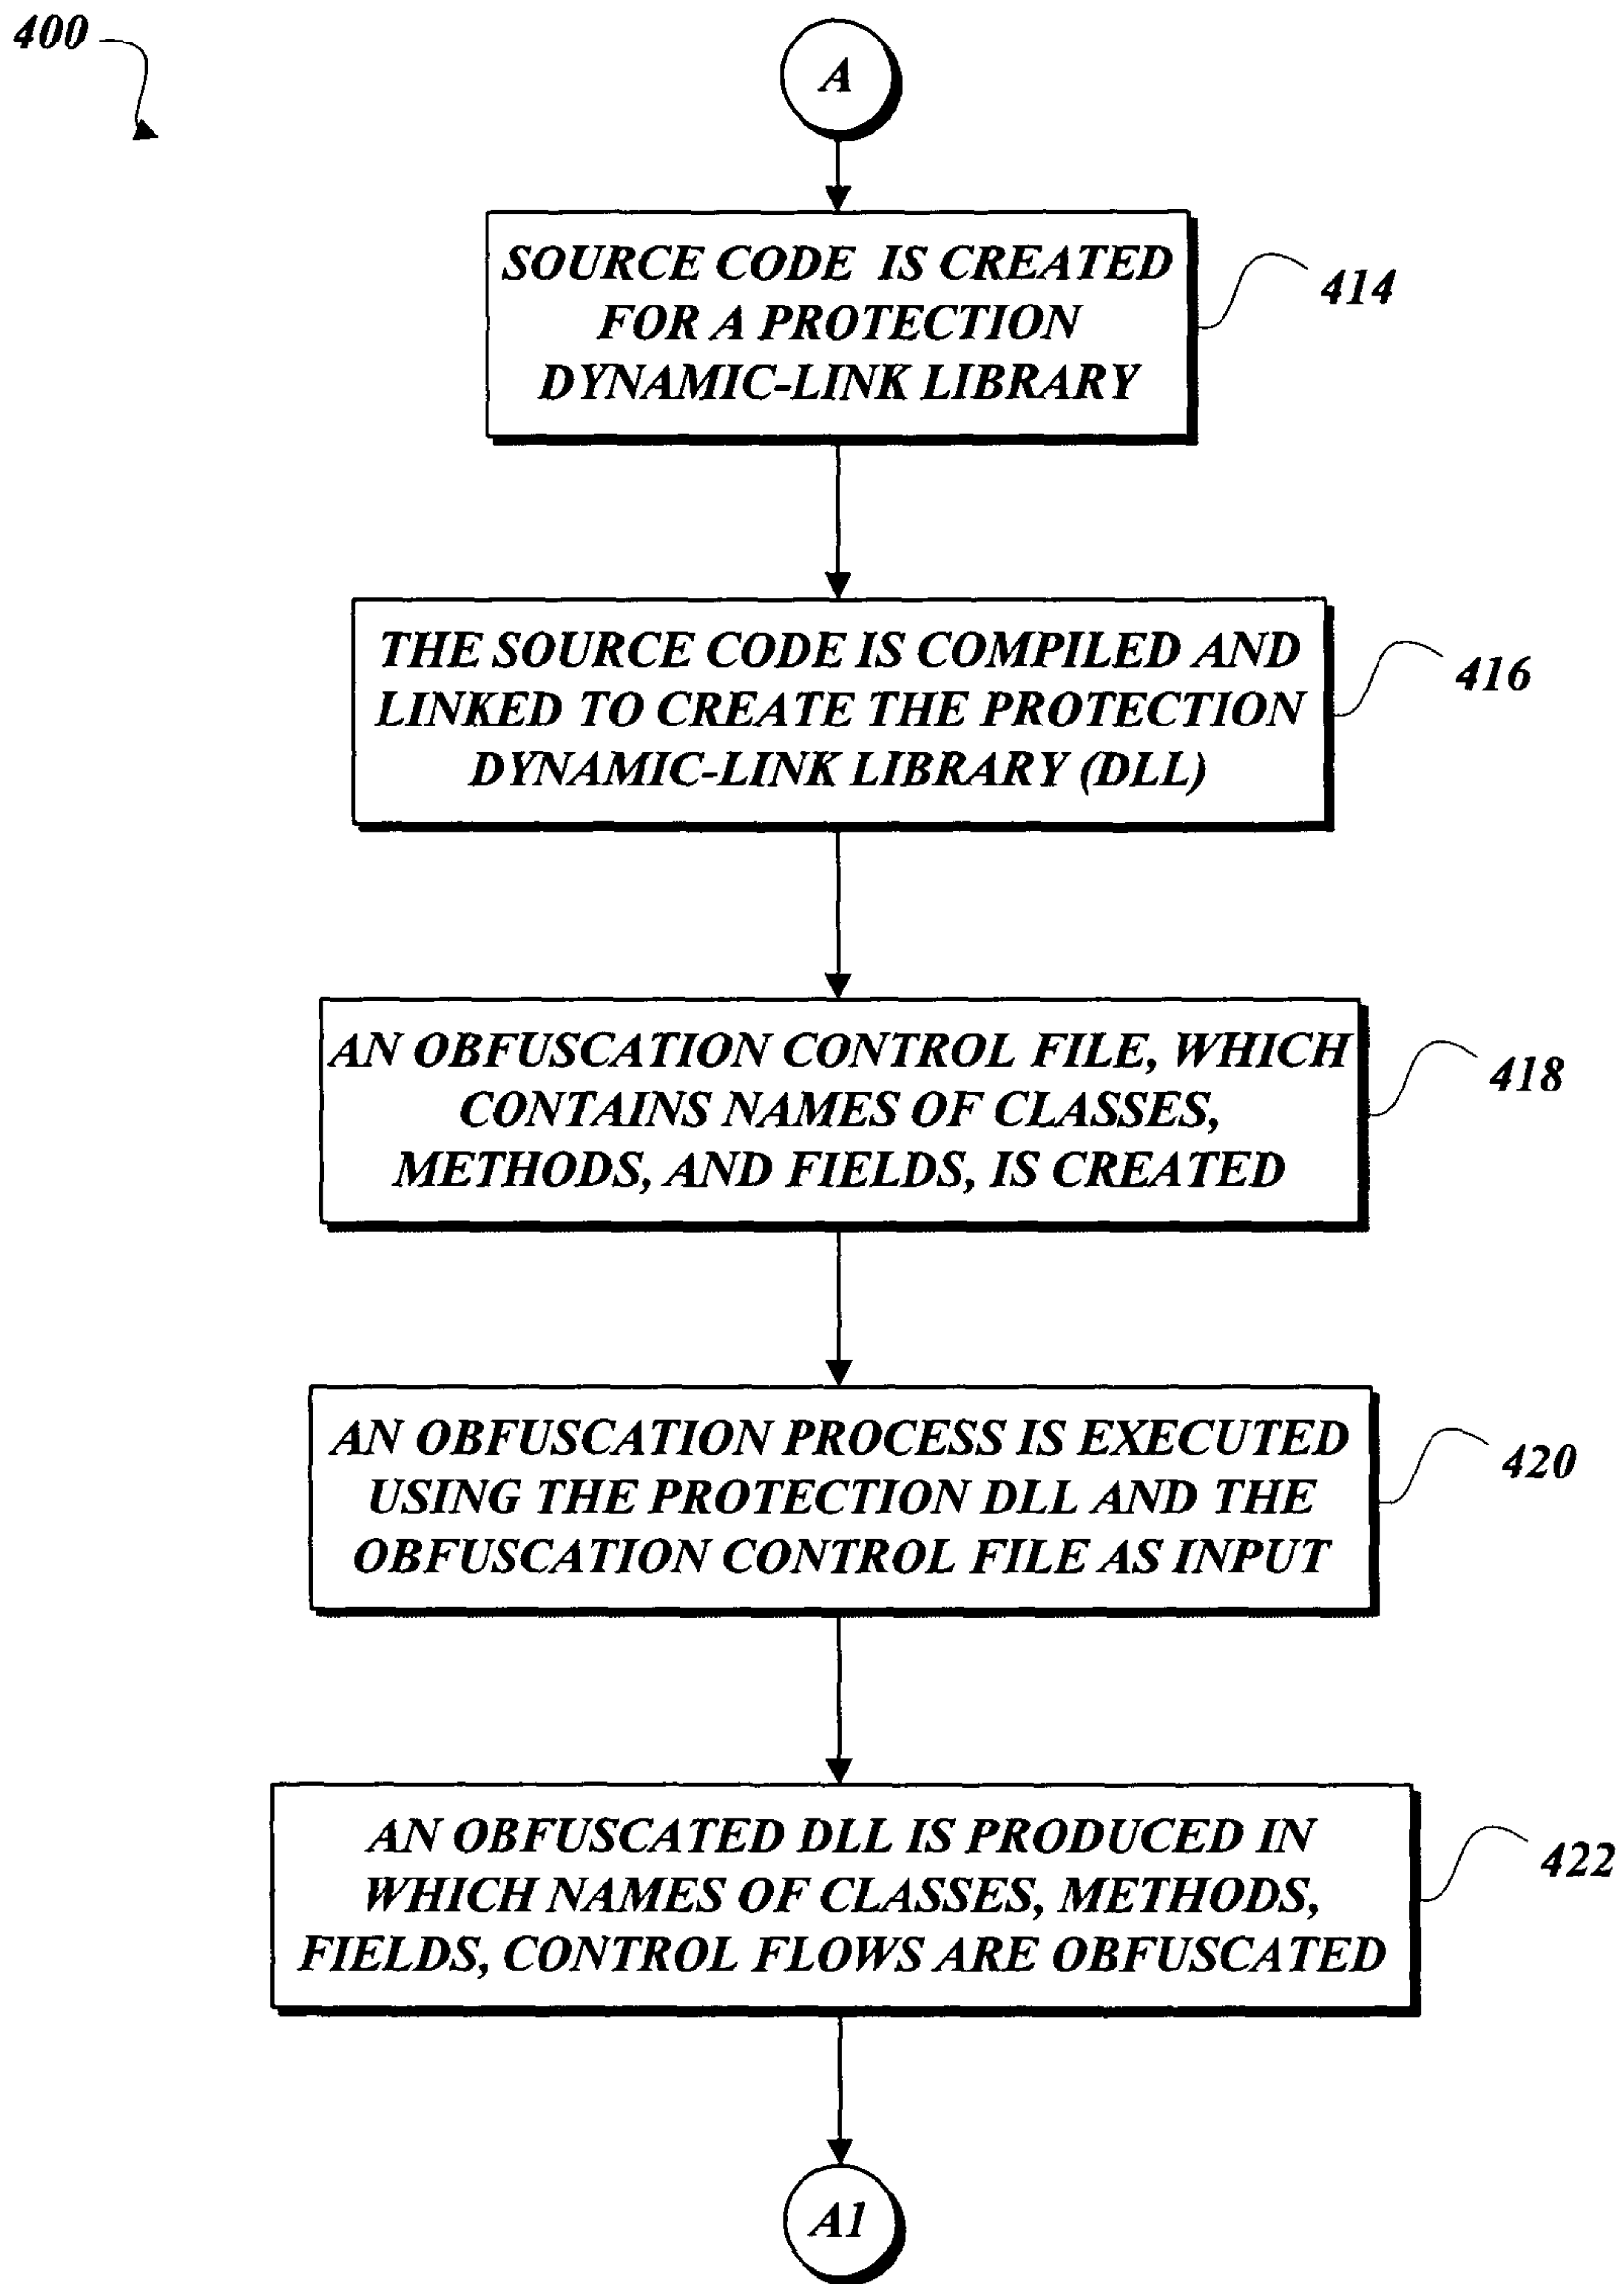 400
A
SOURCE CODE IS CREATED
FOR A PROTECTION
DYNAMIC-LINK LIBRARY
414
THE SOURCE CODE IS COMPILED AND
LINKED TO CREATE THE PROTECTION
DYNAMIC-LINK LIBRARY (DLL)
416
AN OBFUSCATION CONTROL FILE, WHICH
CONTAINS NAMES OF CLASSES,
METHODS, AND FIELDS, IS CREATED
418
AN OBFUSCATION PROCESS IS EXECUTED
USING THE PROTECTION DLL AND THE
OBFUSCATION CONTROL FILE AS INPUT
420
AN OBFUSCATED DLL IS PRODUCED IN
WHICH NAMES OF CLASSES, METHODS,
FIELDS, CONTROL FLOWS ARE OBFUSCATED
422
A1